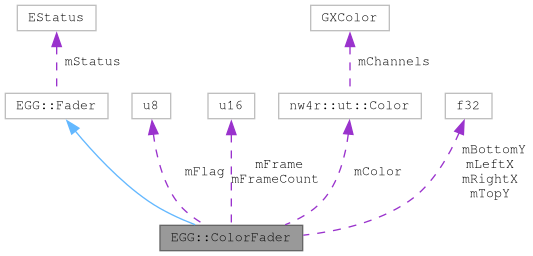 EStatus
GXColor
mStatus
mChannels
EGG::Fader
u8
u16
nw4r::ut::Color
f32
mFlag
mFrame
mFrameCount
mColor
mBottomY
mLeftX
mRightX
mTopY
EGG::ColorFader